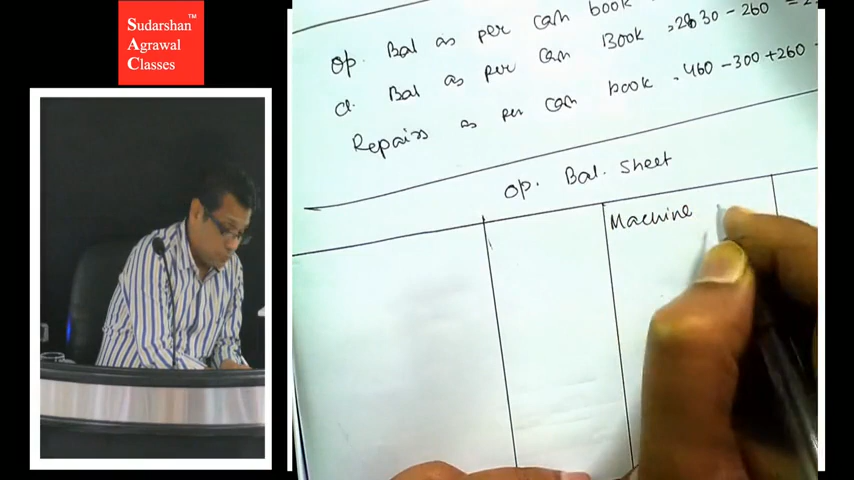 Sudarshan™
Agrawal
Classes
S
A
C
Op. Bal as per cash book
Cl. Bal as per Cash Book = 2830 - 260 =
Repairs as per cash book = 460 - 300 + 260
Op. Bal. Sheet
Machine